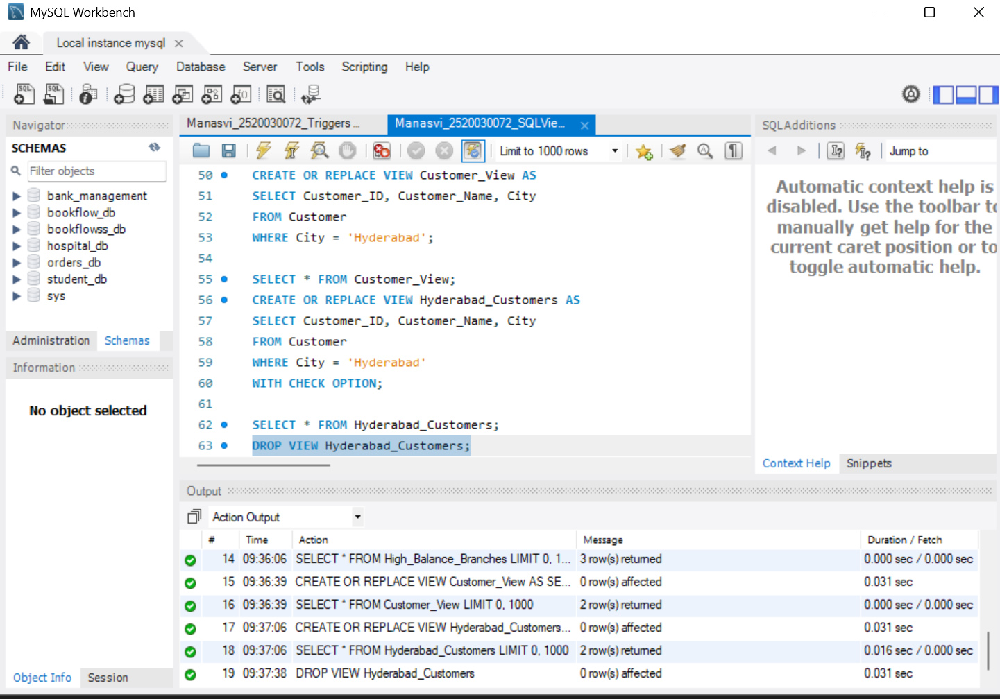 MySQL Workbench
Local instance mysql
File Edit View Query Database Server Tools Scripting Help
Navigator
SCHEMAS
Filter objects
bank_management
bookflow_db
bookflowss_db
hospital_db
orders_db
student_db
sys
Administration Schemas
Information
No object selected
Object Info Session
Manasvi_2520030072_Triggers ... Manasvi_2520030072_SQLVie...
Limit to 1000 rows
50 CREATE OR REPLACE VIEW Customer_View AS
51 SELECT Customer_ID, Customer_Name, City
52 FROM Customer
53 WHERE City = 'Hyderabad';
54
55 SELECT * FROM Customer_View;
56 CREATE OR REPLACE VIEW Hyderabad_Customers AS
57 SELECT Customer_ID, Customer_Name, City
58 FROM Customer
59 WHERE City = 'Hyderabad'
60 WITH CHECK OPTION;
61
62 SELECT * FROM Hyderabad_Customers;
63 DROP VIEW Hyderabad_Customers;
SQLAdditions
Jump to
Automatic context help is
disabled. Use the toolbar to
manually get help for the
current caret position or to
toggle automatic help.
Context Help Snippets
Output
Action Output
# Time Action Message Duration / Fetch
14 09:36:06 SELECT * FROM High_Balance_Branches LIMIT 0, 1... 3 row(s) returned 0.000 sec / 0.000 sec
15 09:36:39 CREATE OR REPLACE VIEW Customer_View AS SE... 0 row(s) affected 0.031 sec
16 09:36:39 SELECT * FROM Customer_View LIMIT 0, 1000 2 row(s) returned 0.000 sec / 0.000 sec
17 09:37:06 CREATE OR REPLACE VIEW Hyderabad_Customers... 0 row(s) affected 0.031 sec
18 09:37:06 SELECT * FROM Hyderabad_Customers LIMIT 0, 1000 2 row(s) returned 0.016 sec / 0.000 sec
19 09:37:38 DROP VIEW Hyderabad_Customers 0 row(s) affected 0.031 sec